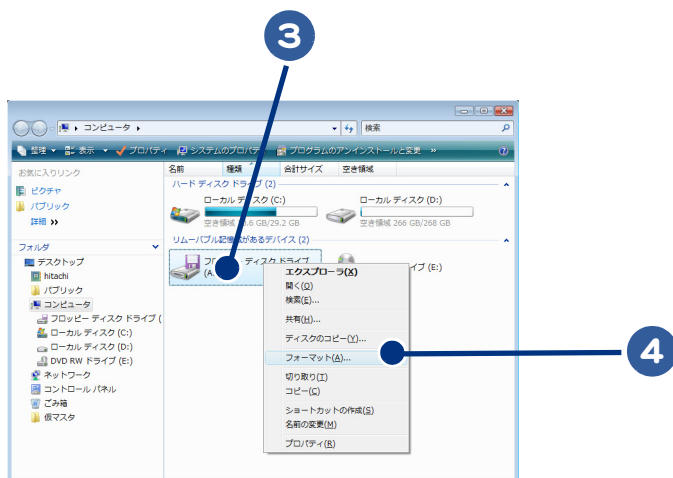 3
コンピュータ
検索
整理 表示 プロパティ システムのプロパティ プログラムのアンインストールと変更 »
お気に入りリンク
ピクチャ
パブリック
詳細 »
フォルダ
デスクトップ
hitachi
パブリック
コンピュータ
フロッピー ディスク ドライブ (
ローカル ディスク (C:)
ローカル ディスク (D:)
DVD RW ドライブ (E:)
ネットワーク
コントロール パネル
ごみ箱
仮マスタ
名前 種類 合計サイズ 空き領域
ハード ディスク ドライブ (2)
ローカル ディスク (C:)
GB/29.2 GB
ローカル ディスク (D:)
空き領域 266 GB/268 GB
リムーバブル記憶域があるデバイス (2)
ディスク ドライブ
(A:)
イブ (E:)
エクスプローラ(X)
開く(O)
検索(E)...
共有(H)...
ディスクのコピー(Y)...
フォーマット(A)...
切り取り(T)
コピー(C)
ショートカットの作成(S)
名前の変更(M)
プロパティ(R)
4